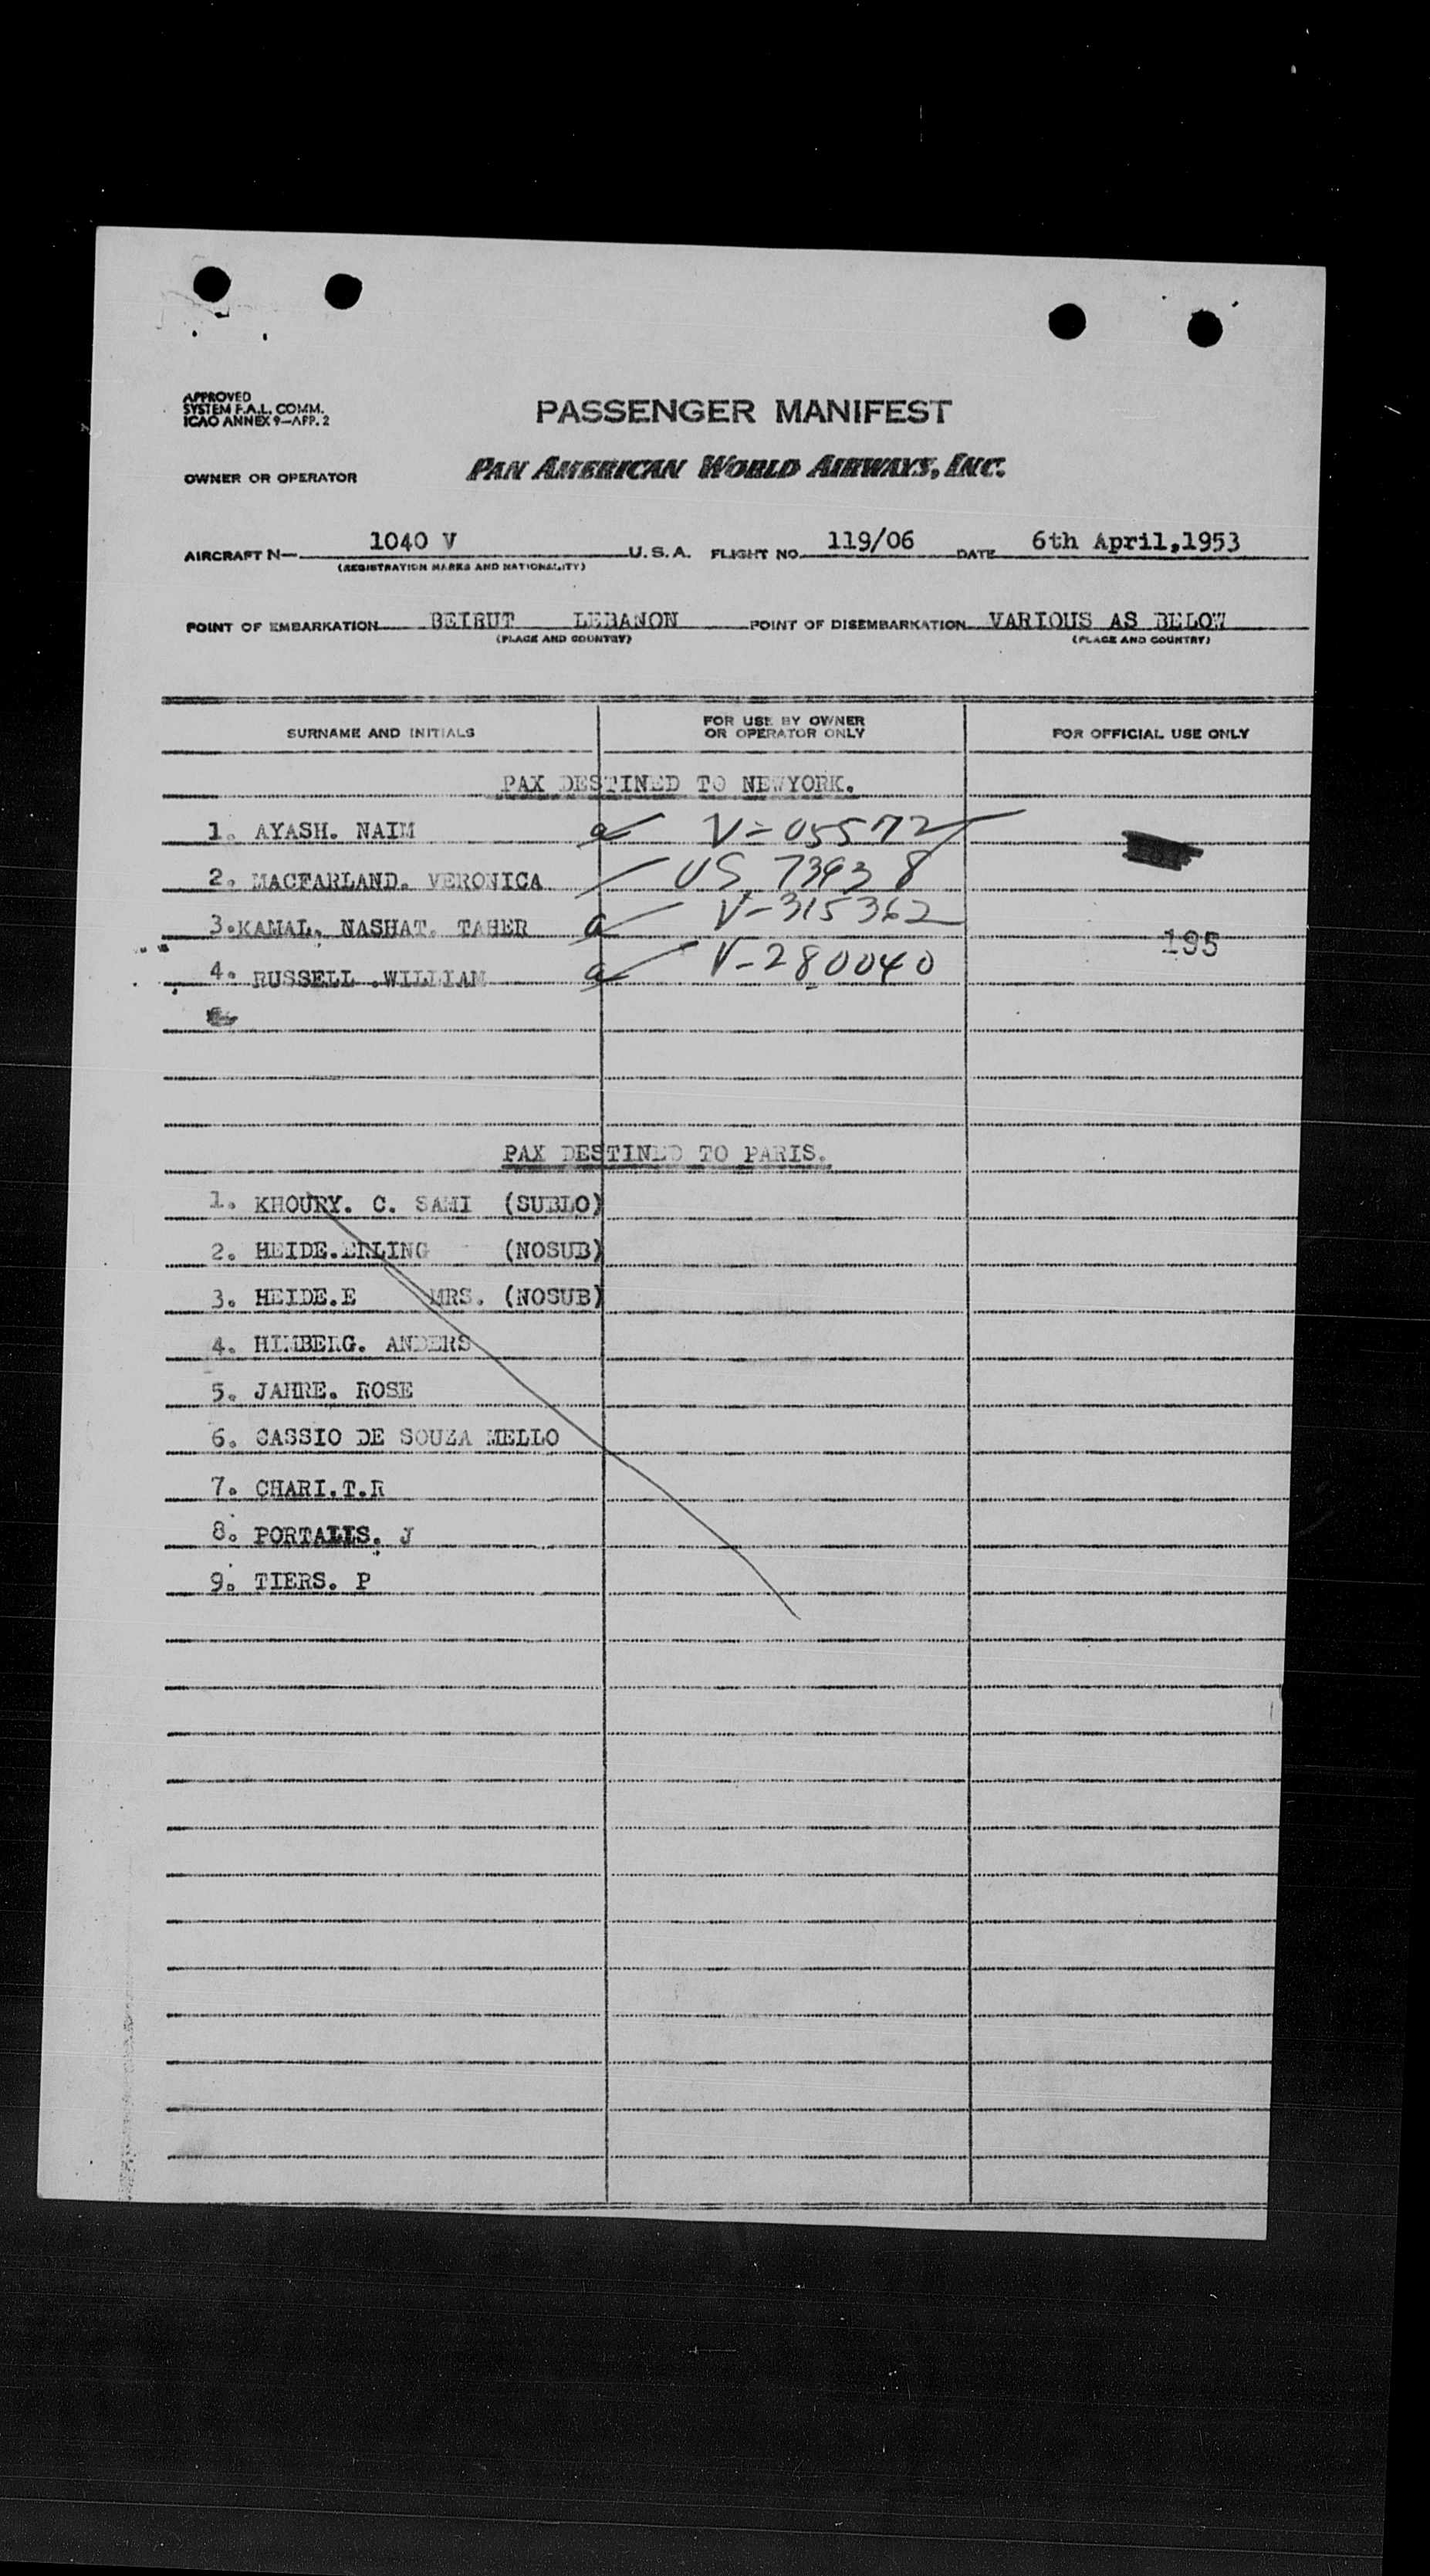 APPROVED
SYSTEM F.A.L. COMM.
ICAO ANNEX 9—APP. 2
PASSENGER MANIFEST
OWNER OR OPERATOR PAN AMERICAN WORLD AIRWAYS, INC.
AIRCRAFT N— 1040 V U.S.A. FLIGHT NO. 119/06 DATE 6th April,1953
(REGISTRATION MARKS AND NATIONALITY)
POINT OF EMBARKATION BEIRUT LEBANON POINT OF DISEMBARKATION VARIOUS AS BELOW
(PLACE AND COUNTRY) (PLACE AND COUNTRY)
SURNAME AND INITIALS FOR USE BY OWNER OR OPERATOR ONLY FOR OFFICIAL USE ONLY
PAX DESTINED TO NEWYORK.
1. AYASH. NAIM a V=05572
2. MACFARLAND. VERONICA US 73938
3.KAMAL. NASHAT. TAHER a V-315362
195
4. RUSSELL .WILLIAM a V-280040
PAX DESTINED TO PARIS.
1. KHOURY. C. SAMI (SUBLO)
2. HEIDE.ERLING (NOSUB)
3. HEIDE.E MRS. (NOSUB)
4. HIMBERG. ANDERS
5. JAHRE. ROSE
6. CASSIO DE SOUZA MELLO
7. CHARI.T.R
8. PORTALIS. J
9. TIERS. P